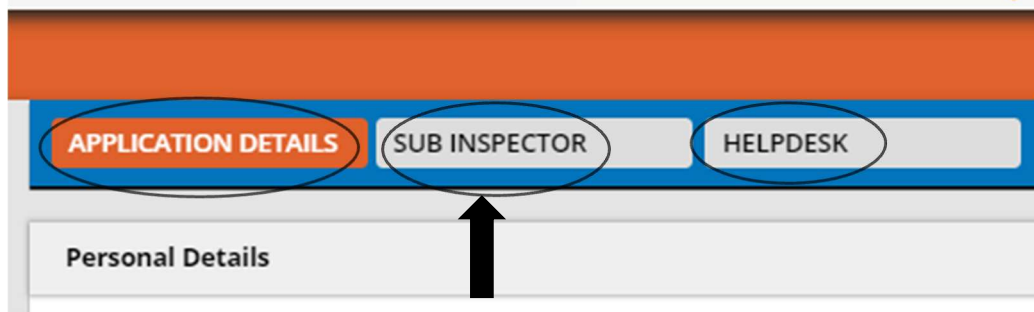 APPLICATION DETAILS SUB INSPECTOR HELPDESK
Personal Details